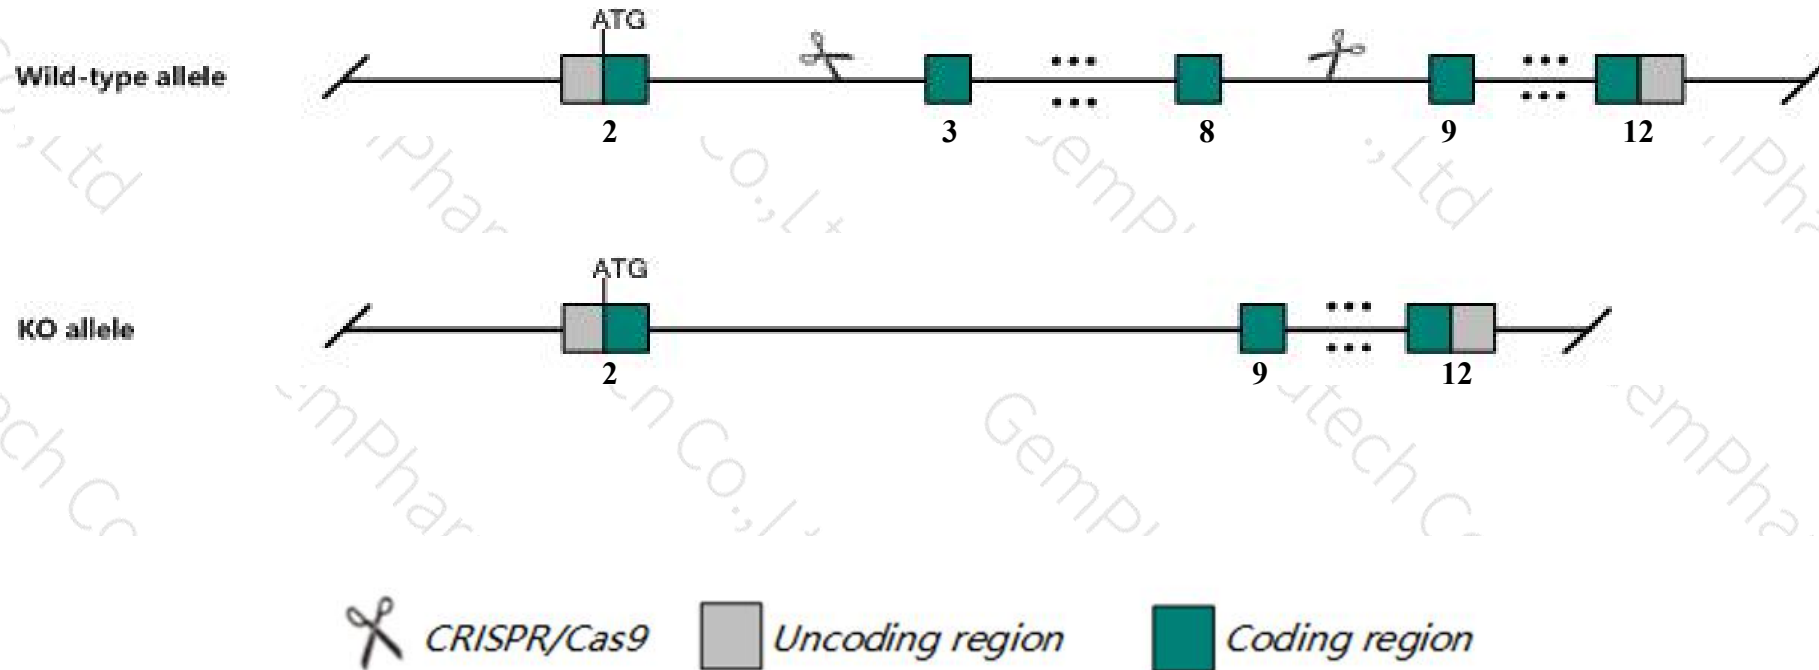 ATG
Wild-type allele
2 3 8 9 12
ATG
KO allele
2 9 12
GemPh
CRISPR/Cas9 Uncoding region Coding region